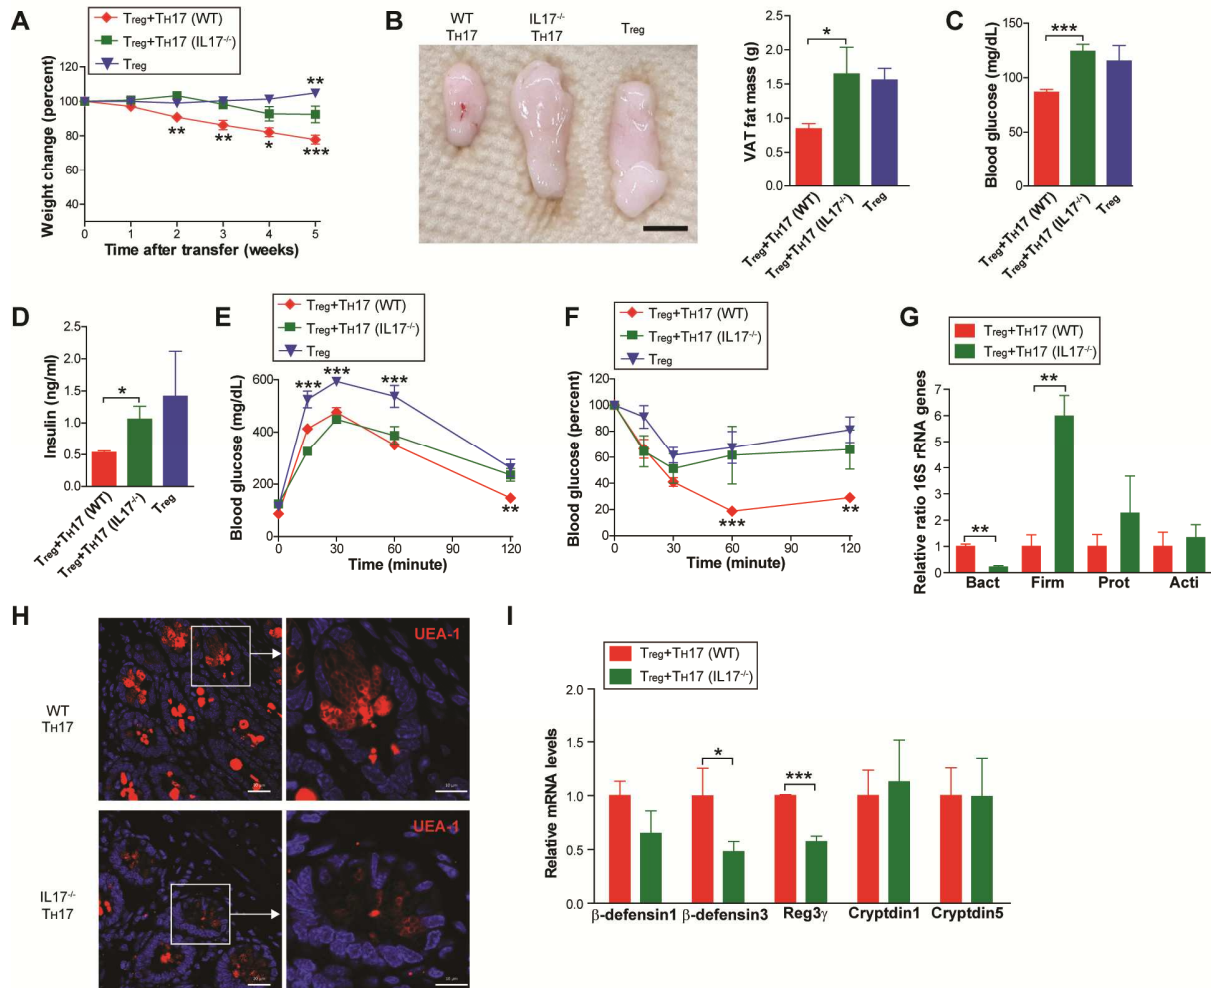 A
Treg+TH17 (WT)
Treg+TH17 (IL17-/-)
Treg
Weight change (percent)
120
100
80
60
40
**
**
**
*
***
0 1 2 3 4 5
Time after transfer (weeks)
B
WT
TH17
IL17-/-
TH17
Treg
VAT fat mass (g)
2.5
2.0
1.5
1.0
0.5
0.0
*
Treg+TH17 (WT)
Treg+TH17 (IL17-/-)
Treg
C
Blood glucose (mg/dL)
150
100
50
0
***
Treg+TH17 (WT)
Treg+TH17 (IL17-/-)
Treg
D
Insulin (ng/ml)
2.5
2.0
1.5
1.0
0.5
0.0
*
Treg+TH17 (WT)
Treg+TH17 (IL17-/-)
Treg
E
Treg+TH17 (WT)
Treg+TH17 (IL17-/-)
Treg
Blood glucose (mg/dL)
600
400
200
0
***
***
***
**
0 30 60 90 120
Time (minute)
F
Treg+TH17 (WT)
Treg+TH17 (IL17-/-)
Treg
Blood glucose (percent)
120
100
80
60
40
20
0
***
**
0 30 60 90 120
Time (minute)
G
Treg+TH17 (WT)
Treg+TH17 (IL17-/-)
Relative ratio 16S rRNA genes
7
6
5
4
3
2
1
0
**
**
Bact Firm Prot Acti
H
WT
TH17
UEA-1
IL17-/-
TH17
UEA-1
I
Treg+TH17 (WT)
Treg+TH17 (IL17-/-)
Relative mRNA levels
2.0
1.5
1.0
0.5
0.0
*
***
β-defensin1 β-defensin3 Reg3γ Cryptdin1 Cryptdin5